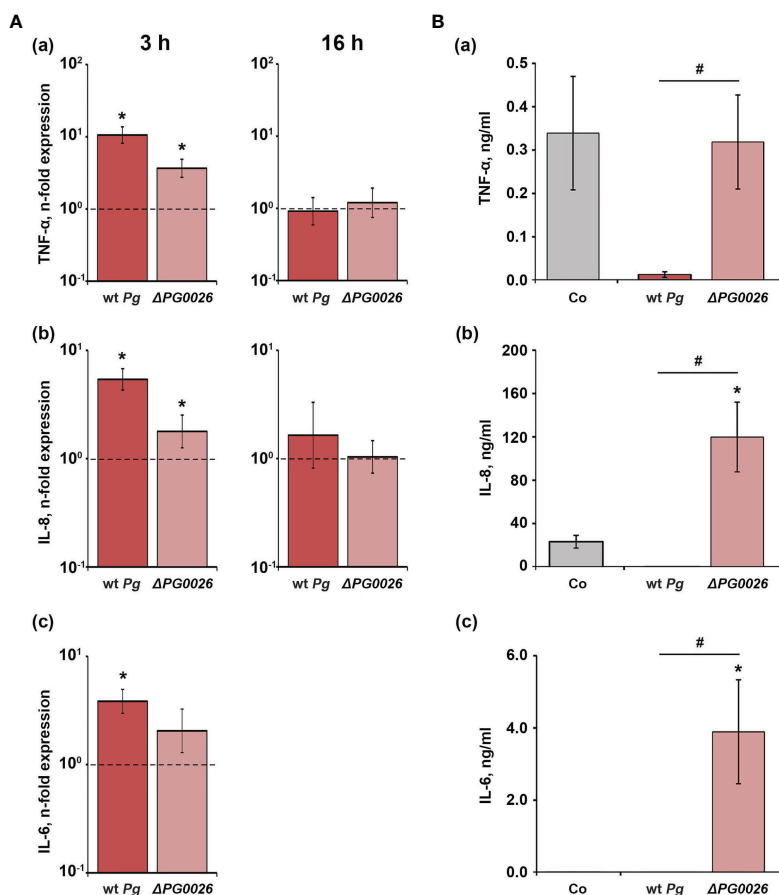 A
3 h
16 h
(a)
TNF-α, n-fold expression
10²
10¹
10⁰
10⁻¹
*
*
wt Pg
ΔPG0026
10²
10¹
10⁰
10⁻¹
wt Pg
ΔPG0026
(b)
IL-8, n-fold expression
10¹
10⁰
10⁻¹
*
*
wt Pg
ΔPG0026
10¹
10⁰
10⁻¹
wt Pg
ΔPG0026
(c)
IL-6, n-fold expression
10¹
10⁰
10⁻¹
*
wt Pg
ΔPG0026
B
(a)
TNF-α, ng/ml
0.5
0.4
0.3
0.2
0.1
0.0
#
Co
wt Pg
ΔPG0026
(b)
IL-8, ng/ml
200
160
120
80
40
0
#
*
Co
wt Pg
ΔPG0026
(c)
IL-6, ng/ml
6.0
4.0
2.0
0.0
#
*
Co
wt Pg
ΔPG0026